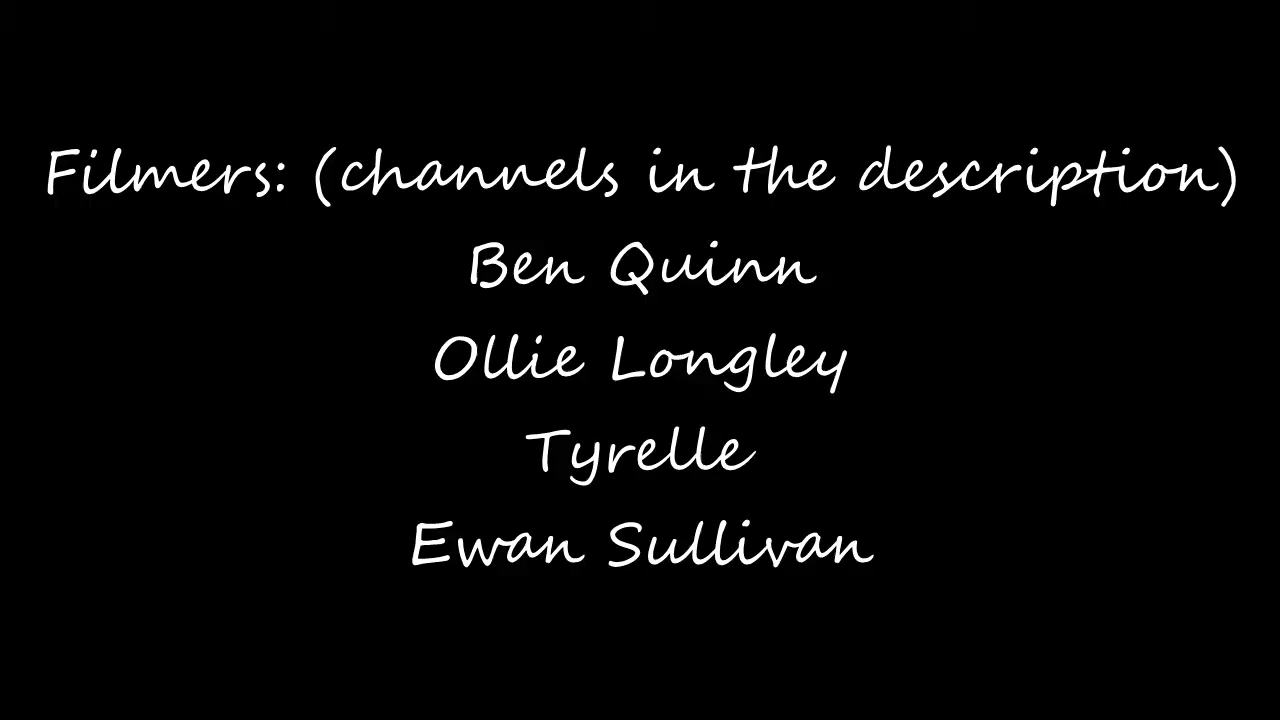 Filmers: (channels in the description)
Ben Quinn
Ollie Longley
Tyrelle
Ewan Sullivan